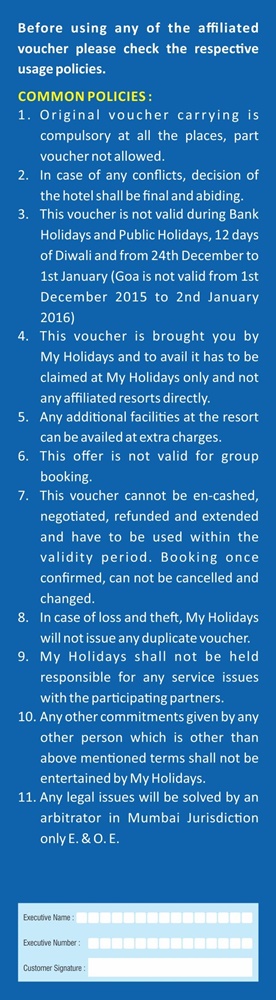 Before using any of the affiliated
voucher please check the respective
usage policies.
COMMON POLICIES :
1. Original voucher carrying is
compulsory at all the places, part
voucher not allowed.
2. In case of any conflicts, decision of
the hotel shall be final and abiding.
3. This voucher is not valid during Bank
Holidays and Public Holidays, 12 days
of Diwali and from 24th December to
1st January (Goa is not valid from 1st
December 2015 to 2nd January
2016)
4. This voucher is brought you by
My Holidays and to avail it has to be
claimed at My Holidays only and not
any affiliated resorts directly.
5. Any additional facilities at the resort
can be availed at extra charges.
6. This offer is not valid for group
booking.
7. This voucher cannot be en-cashed,
negotiated, refunded and extended
and have to be used within the
validity period. Booking once
confirmed, can not be cancelled and
changed.
8. In case of loss and theft, My Holidays
will not issue any duplicate voucher.
9. My Holidays shall not be held
responsible for any service issues
with the participating partners.
10. Any other commitments given by any
other person which is other than
above mentioned terms shall not be
entertained by My Holidays.
11. Any legal issues will be solved by an
arbitrator in Mumbai Jurisdiction
only E. & O. E.
Executive Name :
Executive Number :
Customer Signature :